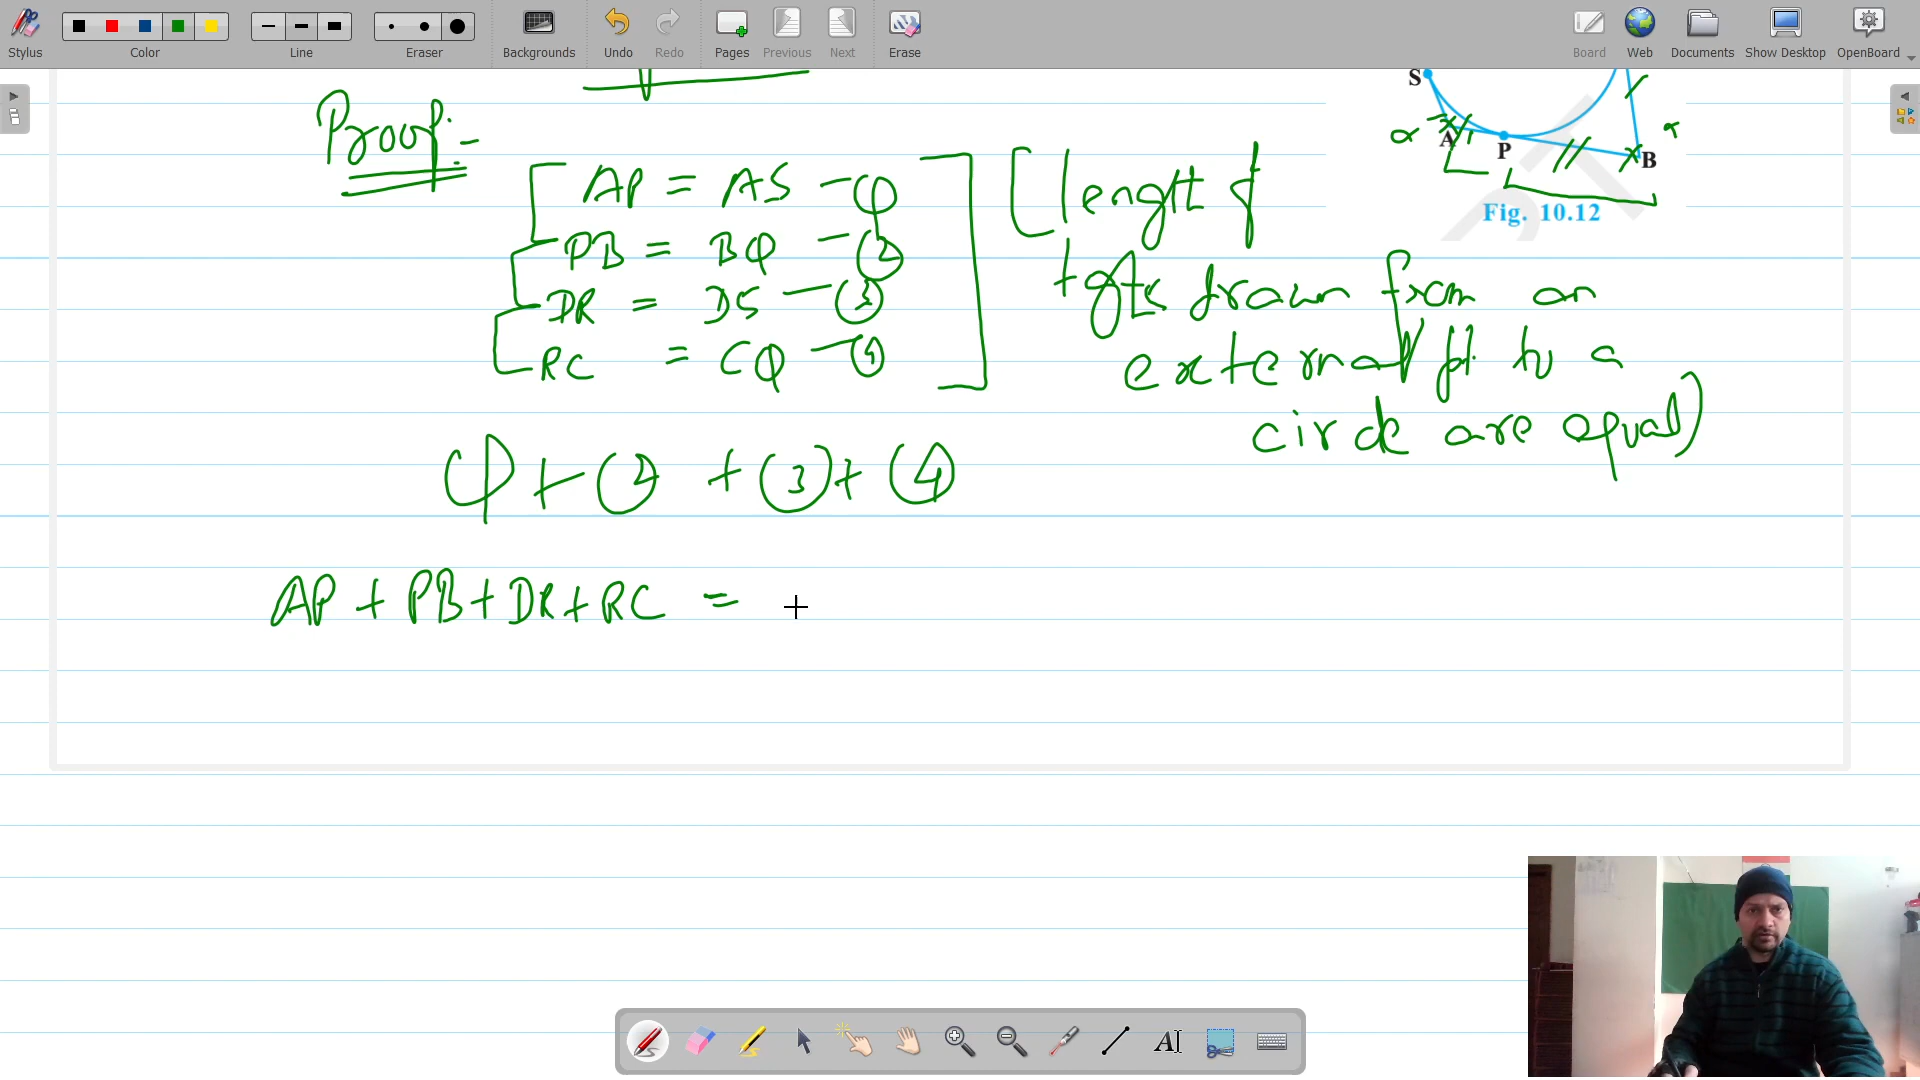 Stylus Color Line Eraser Backgrounds Undo Redo Pages Previous Next Erase Board Web Documents Show Desktop OpenBoard
S
A P B
Fig. 10.12
Proof:-
AP = AS - ①
PB = BQ - ②
DR = DS - ③
RC = CQ - ④
[length of
tgts drawn from an
external pt. to a
circle are equal)
① + ② + ③ + ④
AP + PB + DR + RC =